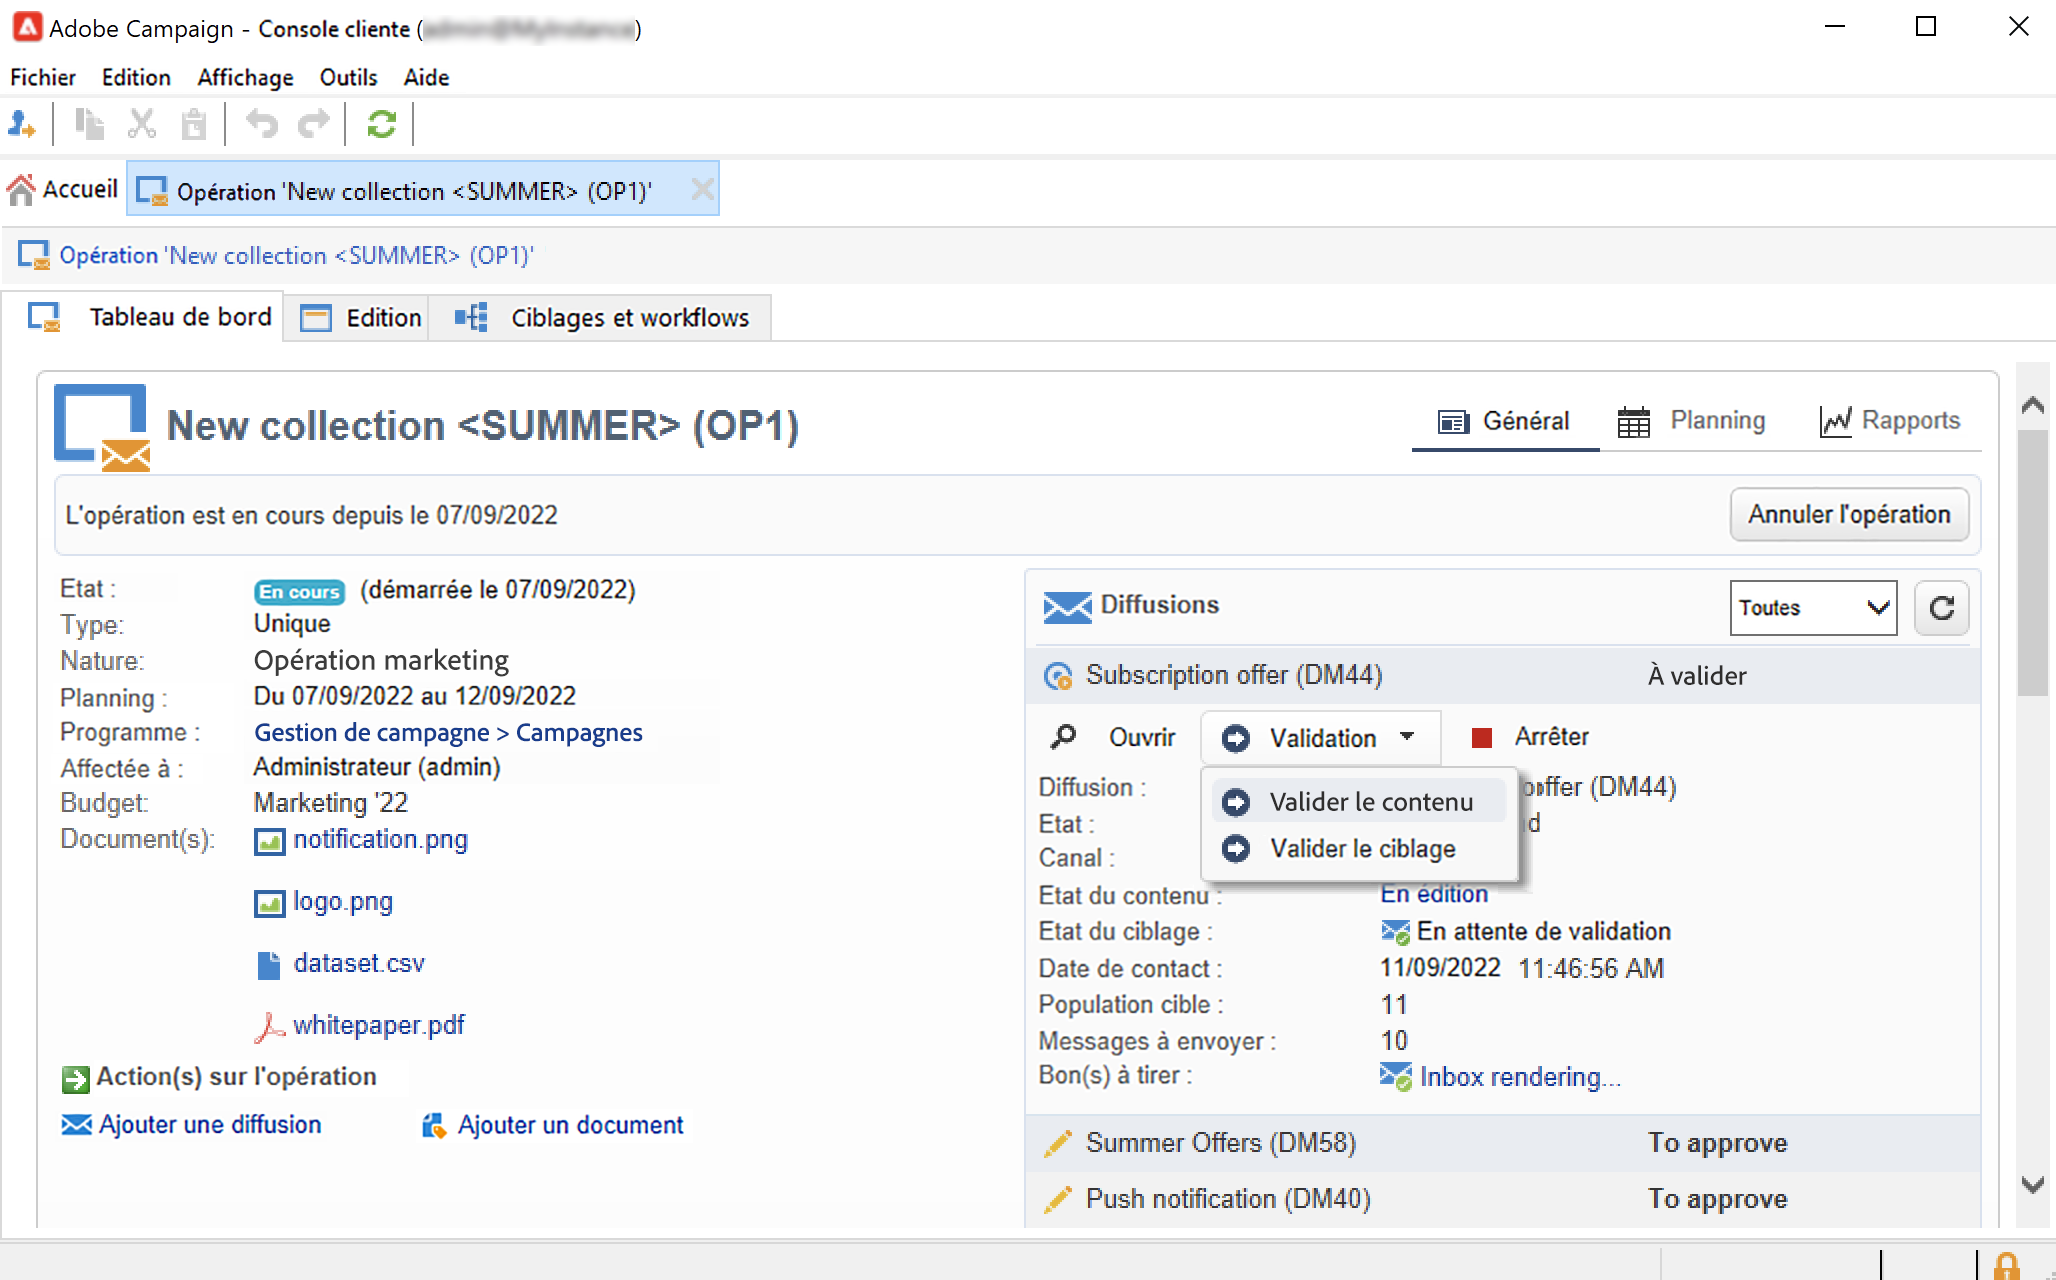 Adobe Campaign - Console cliente ( )
Fichier Edition Affichage Outils Aide
Accueil Opération 'New collection <SUMMER> (OP1)'
Opération 'New collection <SUMMER> (OP1)'
Tableau de bord Edition Ciblages et workflows
New collection <SUMMER> (OP1)
Général Planning Rapports
L'opération est en cours depuis le 07/09/2022
Annuler l'opération
Etat : En cours (démarrée le 07/09/2022)
Type: Unique
Nature: Opération marketing
Planning : Du 07/09/2022 au 12/09/2022
Programme : Gestion de campagne > Campagnes
Affectée à : Administrateur (admin)
Budget: Marketing '22
Document(s): notification.png
logo.png
dataset.csv
whitepaper.pdf
Action(s) sur l'opération
Ajouter une diffusion Ajouter un document
Diffusions Toutes
Subscription offer (DM44) À valider
Ouvrir Validation Arrêter
Valider le contenu
Valider le ciblage
Diffusion : offer (DM44)
Etat :
Canal :
Etat du contenu : En édition
Etat du ciblage : En attente de validation
Date de contact : 11/09/2022 11:46:56 AM
Population cible : 11
Messages à envoyer : 10
Bon(s) à tirer : Inbox rendering...
Summer Offers (DM58) To approve
Push notification (DM40) To approve